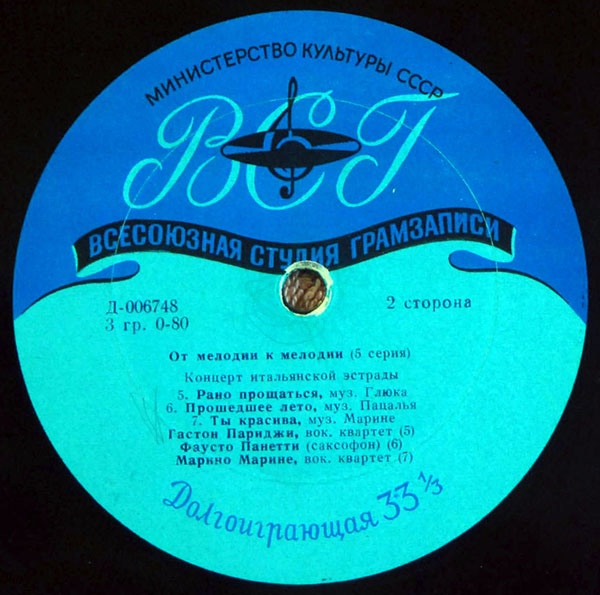 МИНИСТЕРСТВО КУЛЬТУРЫ СССР
ВСГ
ВСЕСОЮЗНАЯ СТУДИЯ ГРАМЗАПИСИ
Д-006748
3 гр. 0-80
2 сторона
От мелодии к мелодии (5 серия)
Концерт итальянской эстрады
5. Рано прощаться, муз. Глюка
6. Прошедшее лето, муз. Пацалья
7. Ты красива, муз. Марине
Гастон Париджи, вок. квартет (5)
Фаусто Папетти (саксофон) (6)
Марино Марине, вок. квартет (7)
Долгоиграющая 33 1/3